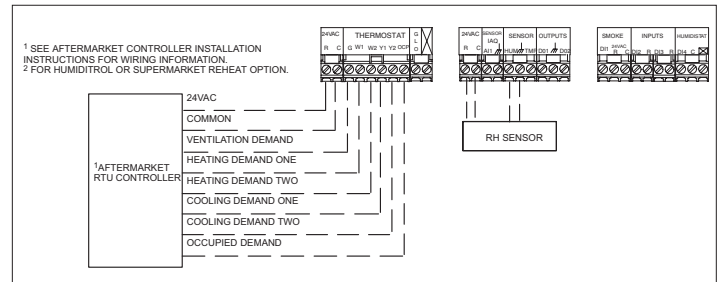 ¹ SEE AFTERMARKET CONTROLLER INSTALLATION
INSTRUCTIONS FOR WIRING INFORMATION.
² FOR HUMIDITROL OR SUPERMARKET REHEAT OPTION.
24VAC THERMOSTAT G L O
R C G W1 W2 Y1 Y2 OCP
24VAC SENSOR IAQ SENSOR OUTPUTS
R C AI1 HUM TMP D01 D02
SMOKE INPUTS HUMIDISTAT
DI1 24VAC R C DI2 R DI3 R DI4 C
24VAC
COMMON
VENTILATION DEMAND
HEATING DEMAND ONE
HEATING DEMAND TWO
COOLING DEMAND ONE
COOLING DEMAND TWO
OCCUPIED DEMAND
¹AFTERMARKET
RTU CONTROLLER
RH SENSOR